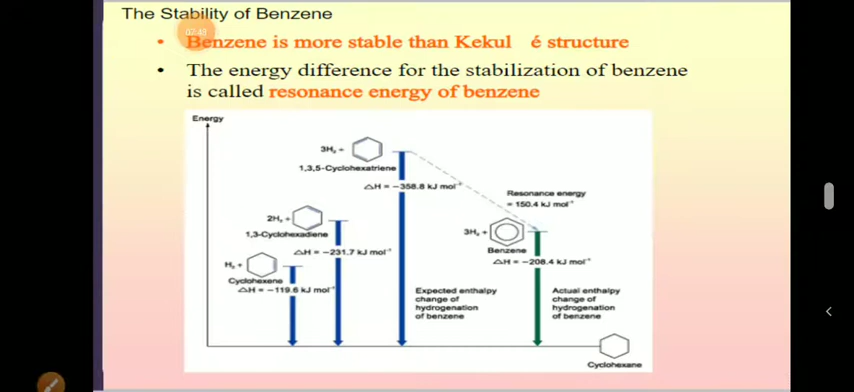 The Stability of Benzene
02:43
• Benzene is more stable than Kekul é structure
• The energy difference for the stabilization of benzene
is called resonance energy of benzene
Energy
3H₂ +
1,3,5-Cyclohexatriene
△H = −358.8 kJ mol⁻¹
Resonance energy
= 150.4 kJ mol⁻¹
2H₂ +
1,3-Cyclohexadiene
△H = −231.7 kJ mol⁻¹
3H₂ +
Benzene
△H = −208.4 kJ mol⁻¹
H₂ +
Cyclohexene
△H = −119.6 kJ mol⁻¹
Expected enthalpy
change of
hydrogenation
of benzene
Actual enthalpy
change of
hydrogenation
of benzene
Cyclohexane